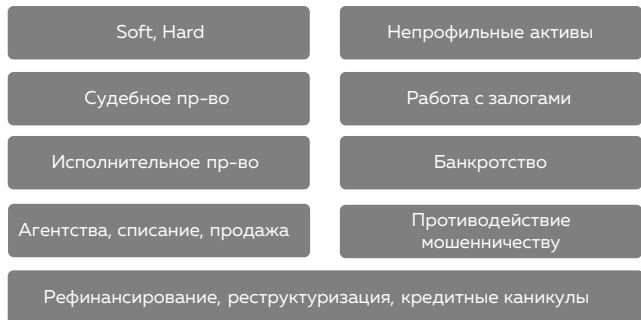 Soft, Hard
Непрофильные активы
Судебное пр-во
Работа с залогами
Исполнительное пр-во
Банкротство
Агентства, списание, продажа
Противодействие
мошенничеству
Рефинансирование, реструктуризация, кредитные каникулы